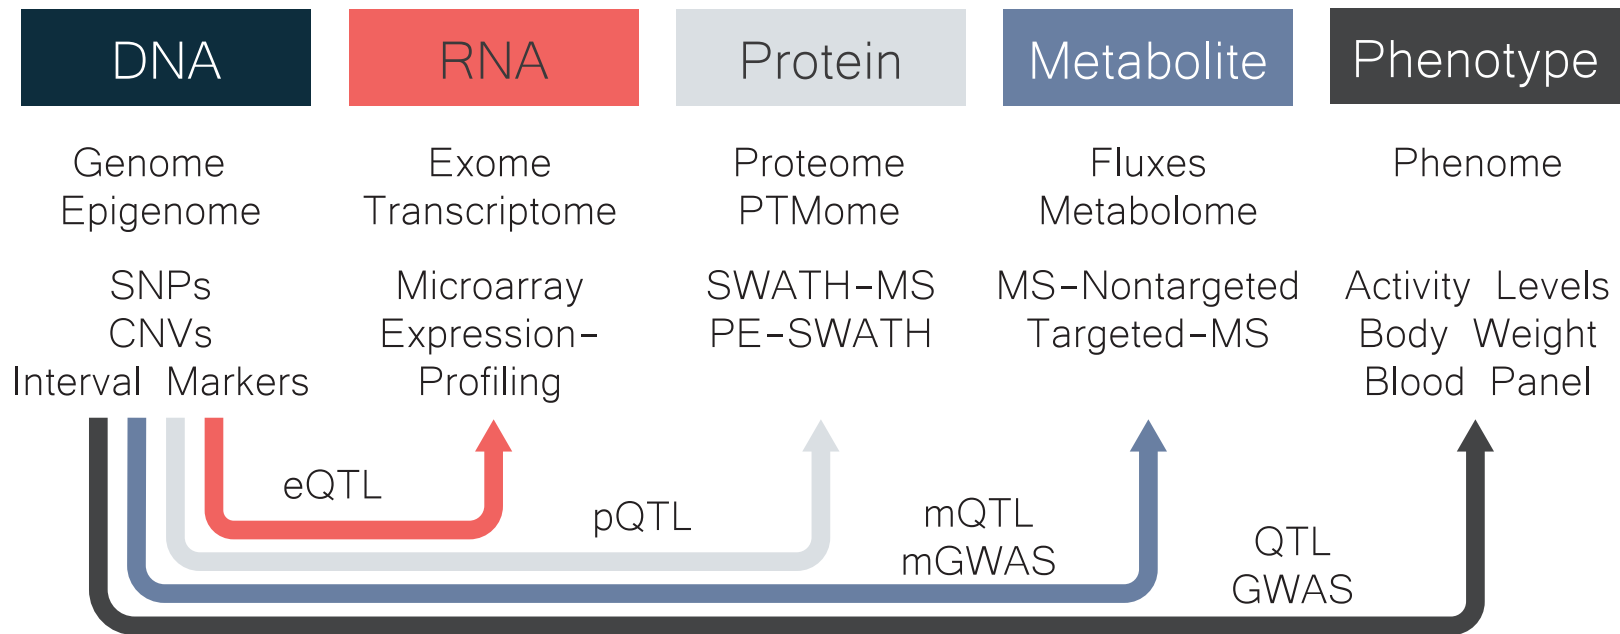 DNA
RNA
Protein
Metabolite
Phenotype
Genome
Epigenome
Exome
Transcriptome
Proteome
PTMome
Fluxes
Metabolome
Phenome
SNPs
CNVs
Interval Markers
Microarray
Expression-
Profiling
SWATH-MS
PE-SWATH
MS-Nontargeted
Targeted-MS
Activity Levels
Body Weight
Blood Panel
eQTL
pQTL
mQTL
mGWAS
QTL
GWAS